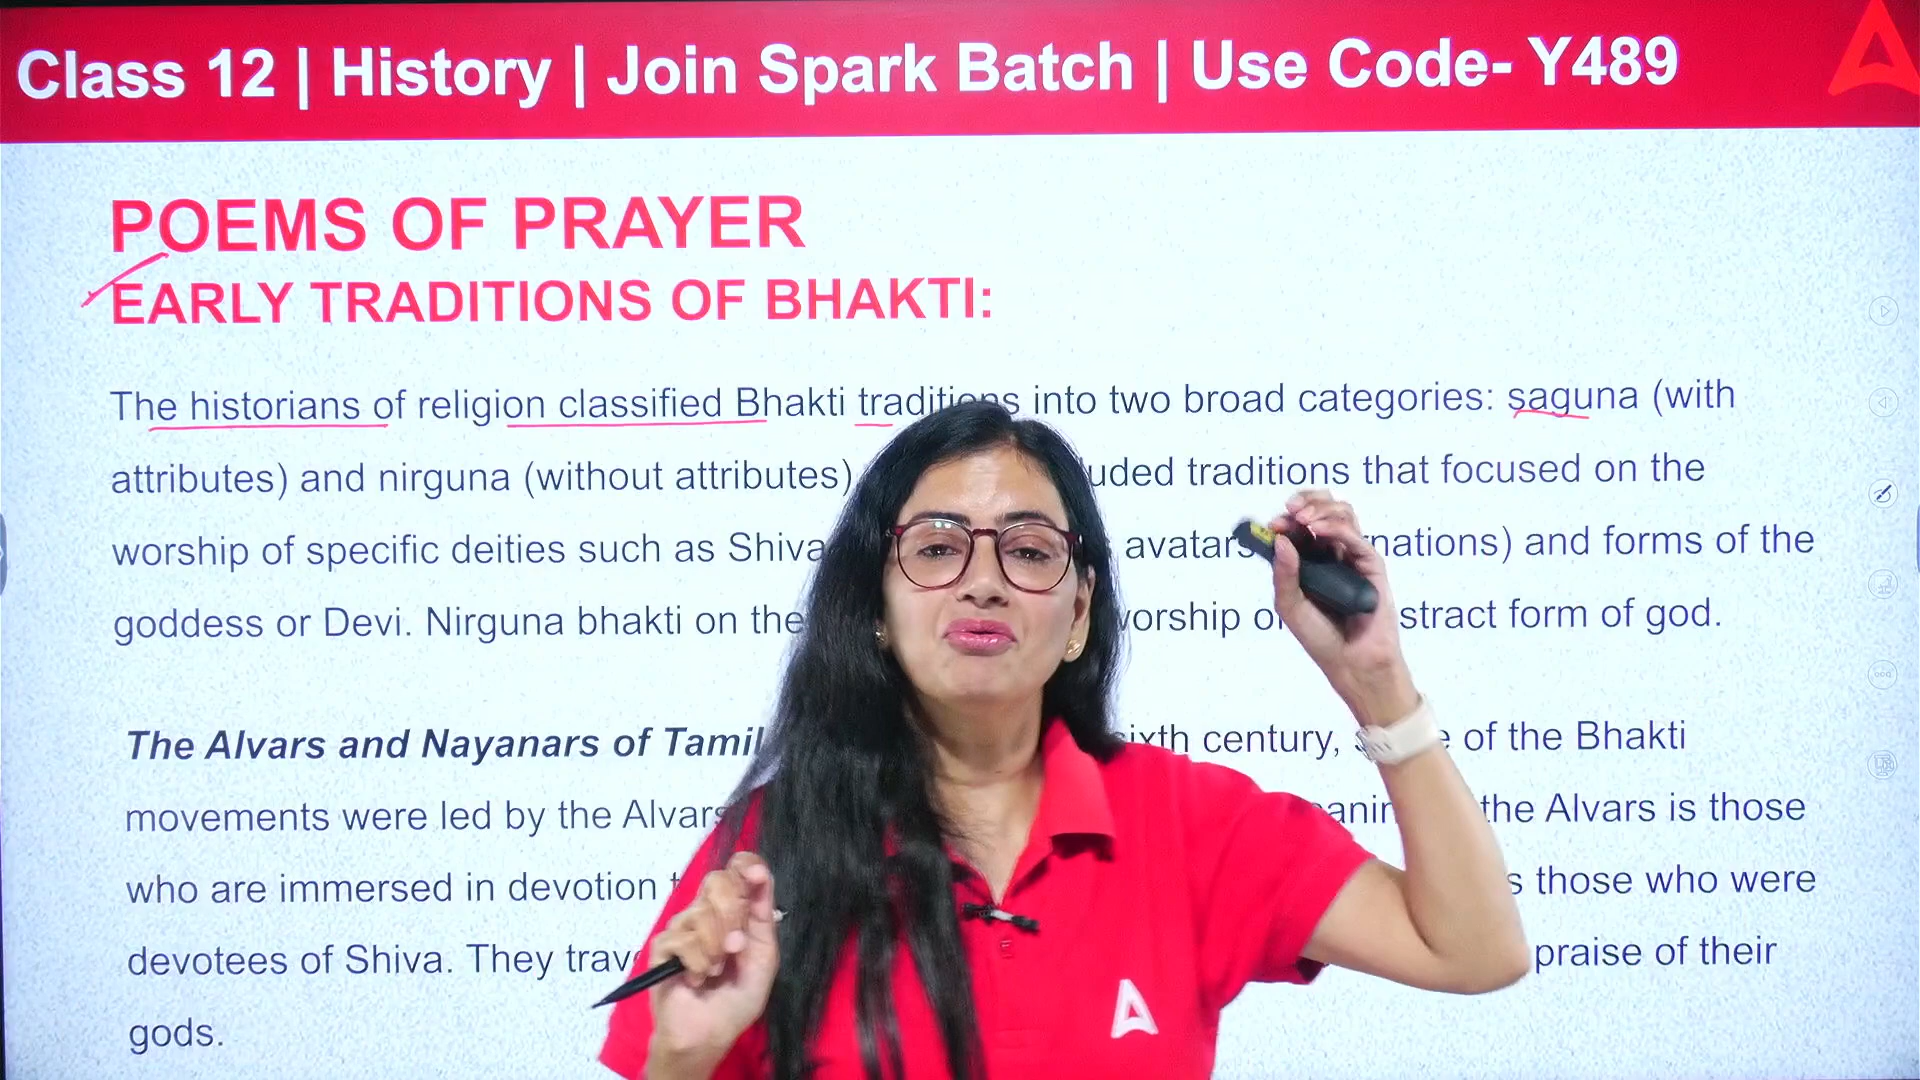 Class 12 | History | Join Spark Batch | Use Code- Y489
POEMS OF PRAYER
EARLY TRADITIONS OF BHAKTI:
The historians of religion classified Bhakti traditions into two broad categories: saguna (with
attributes) and nirguna (without attributes) traditions that focused on the
worship of specific deities such as Shiva avatars and forms of the
goddess or Devi. Nirguna bhakti on the worship form of god.
The Alvars and Nayanars of Tamil sixth century, of the Bhakti
movements were led by the Alvars the Alvars is those
who are immersed in devotion those who were
devotees of Shiva. They praise of their
gods.